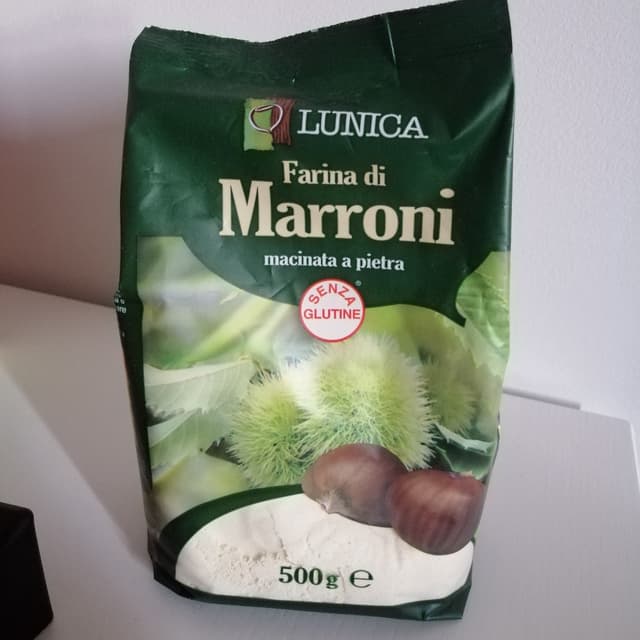 LUNICA
Farina di
Marroni
macinata a pietra
®
SENZA
GLUTINE
500g ℮